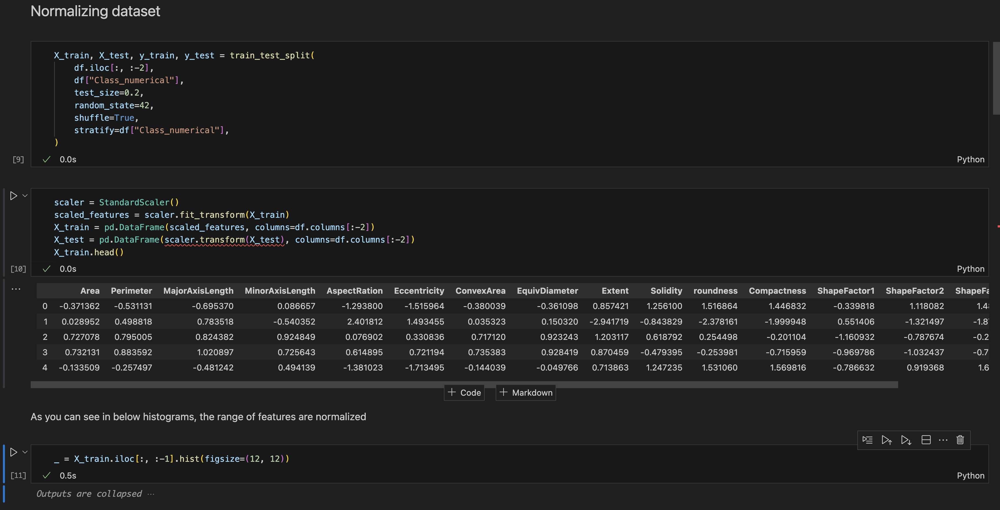 Normalizing dataset
X_train, X_test, y_train, y_test = train_test_split(
    df.iloc[:, :-2],
    df["Class_numerical"],
    test_size=0.2,
    random_state=42,
    shuffle=True,
    stratify=df["Class_numerical"],
)
[9] 0.0s Python
scaler = StandardScaler()
scaled_features = scaler.fit_transform(X_train)
X_train = pd.DataFrame(scaled_features, columns=df.columns[:-2])
X_test = pd.DataFrame(scaler.transform(X_test), columns=df.columns[:-2])
X_train.head()
[10] 0.0s Python
Area Perimeter MajorAxisLength MinorAxisLength AspectRation Eccentricity ConvexArea EquivDiameter Extent Solidity roundness Compactness ShapeFactor1 ShapeFactor2 ShapeFa
0 -0.371362 -0.531131 -0.695370 0.086657 -1.293800 -1.515964 -0.380039 -0.361098 0.857421 1.256100 1.516864 1.446832 -0.339818 1.118082 1.4
1 0.028952 0.498818 0.783518 -0.540352 2.401812 1.493455 0.035323 0.150320 -2.941719 -0.843829 -2.378161 -1.999948 0.551406 -1.321497 -1.8
2 0.727078 0.795005 0.824382 0.924849 0.076902 0.330836 0.717120 0.923243 1.203117 0.618792 0.254498 -0.201104 -1.160932 -0.787674 -0.2
3 0.732131 0.883592 1.020897 0.725643 0.614895 0.721194 0.735383 0.928419 0.870459 -0.479395 -0.253981 -0.715959 -0.969786 -1.032437 -0.7
4 -0.133509 -0.257497 -0.481242 0.494139 -1.381023 -1.713495 -0.144039 -0.049766 0.713863 1.247235 1.531060 1.569816 -0.786632 0.919368 1.6
+ Code + Markdown
As you can see in below histograms, the range of features are normalized
_ = X_train.iloc[:, :-1].hist(figsize=(12, 12))
[11] 0.5s Python
Outputs are collapsed ...